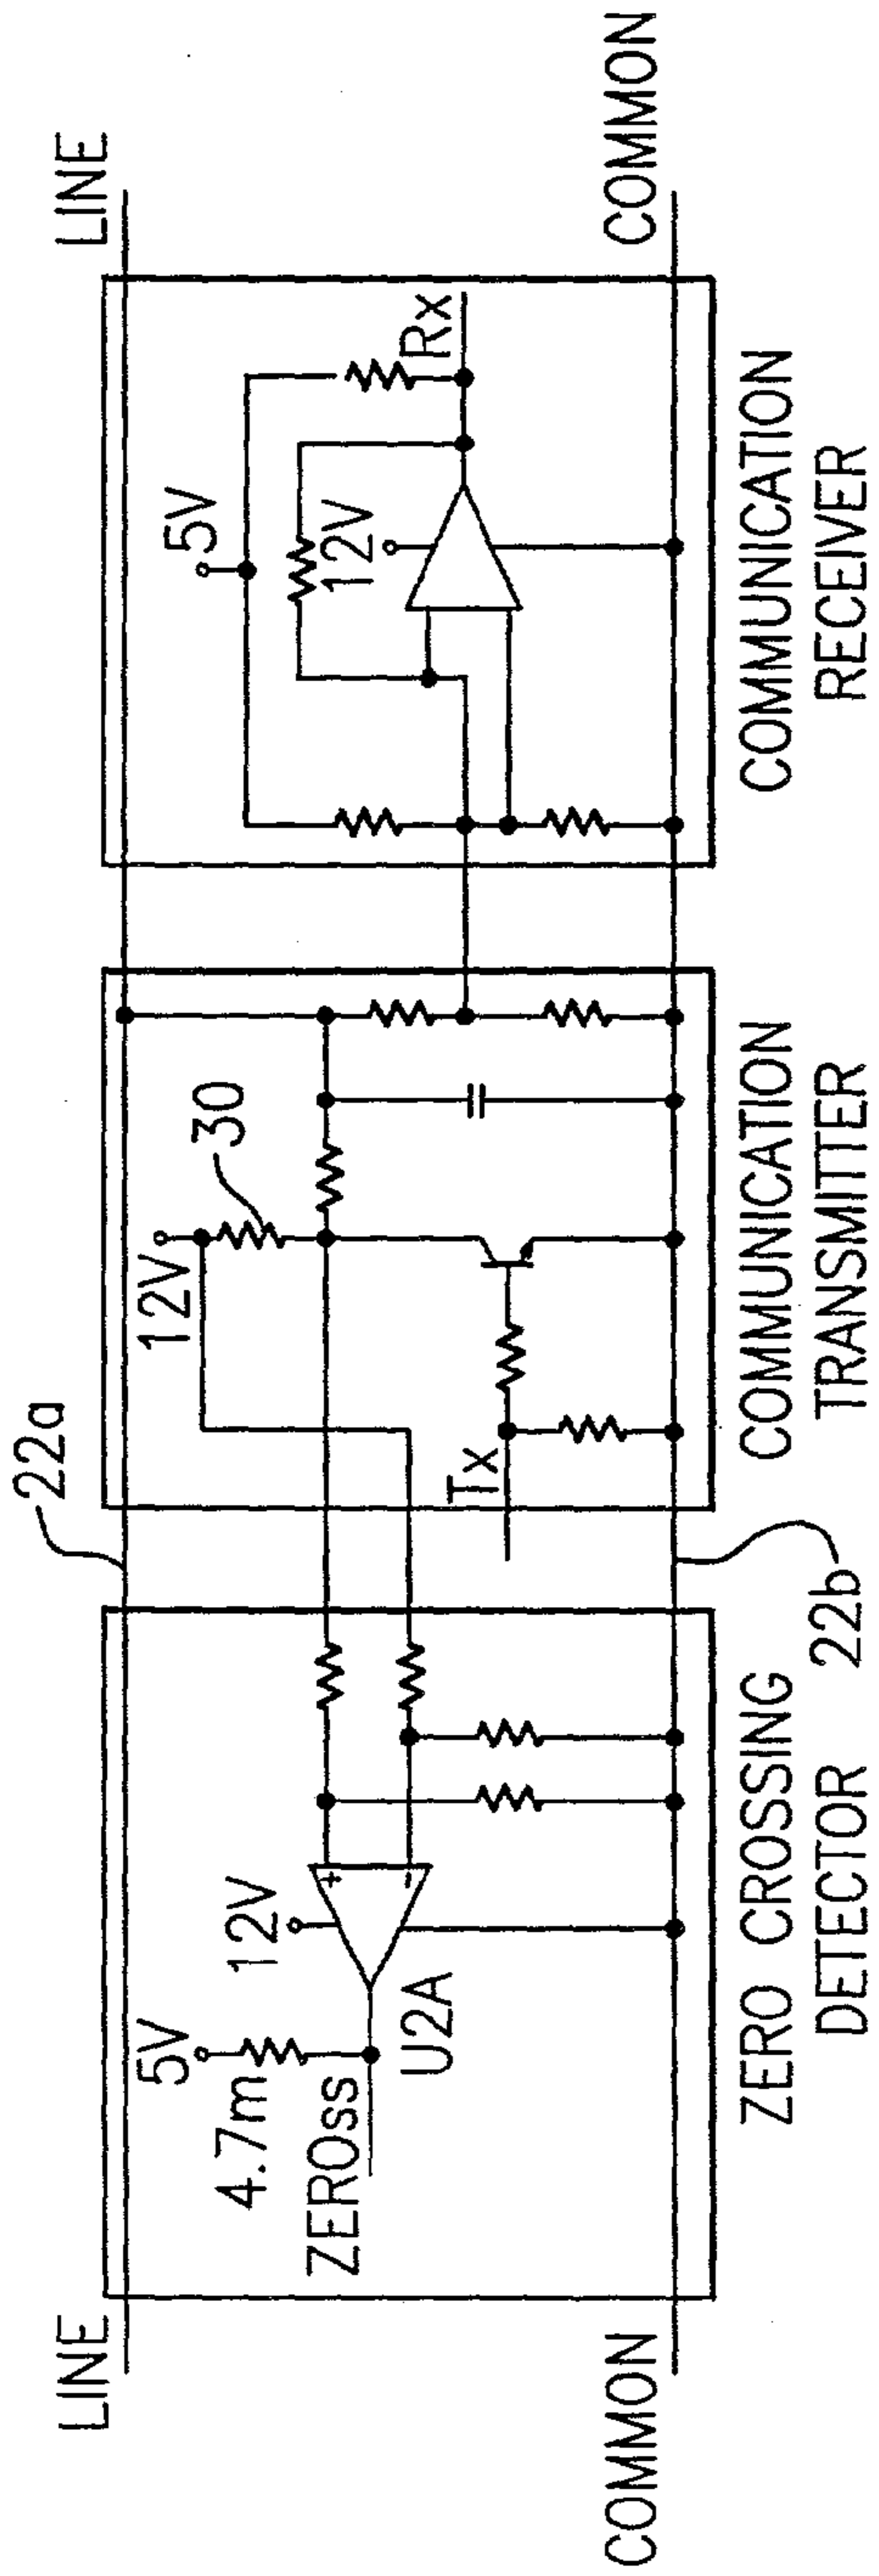 LINE
LINE
22a
5V
12V
12V
5V
4.7m
30
12V
ZEROss
U2A
+
-
Tx
Rx
COMMON
COMMON
22b
ZERO CROSSING
DETECTOR
COMMUNICATION
TRANSMITTER
COMMUNICATION
RECEIVER